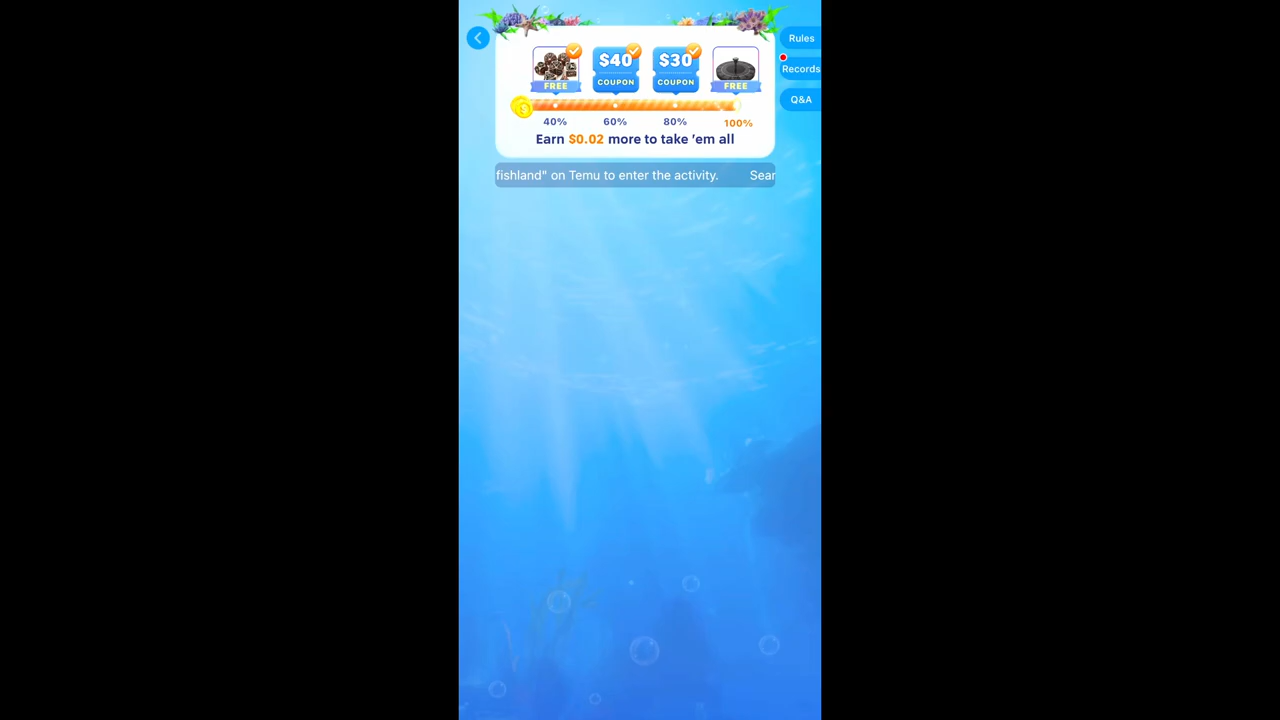 Rules
Records
Q&A
$40
$30
FREE
COUPON
COUPON
FREE
40%
60%
80%
100%
Earn $0.02 more to take 'em all
fishland" on Temu to enter the activity.
Sear